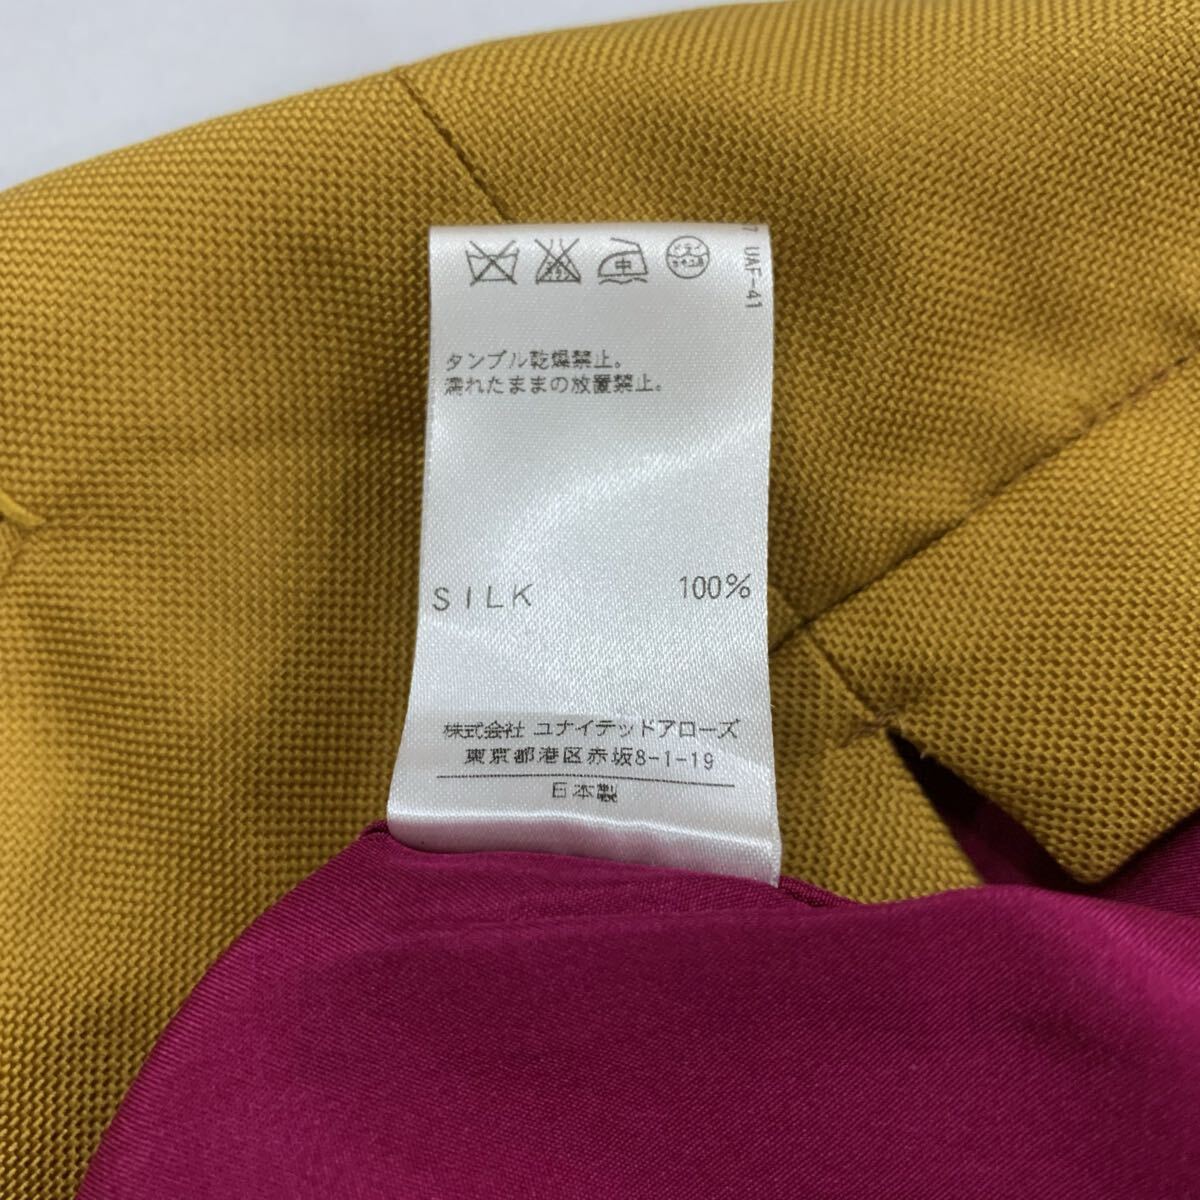 中
7 UAF-41
タンブル乾燥禁止。
濡れたままの放置禁止。
SILK 100%
株式会社 ユナイテッドアローズ
東京都港区赤坂8-1-19
日本製